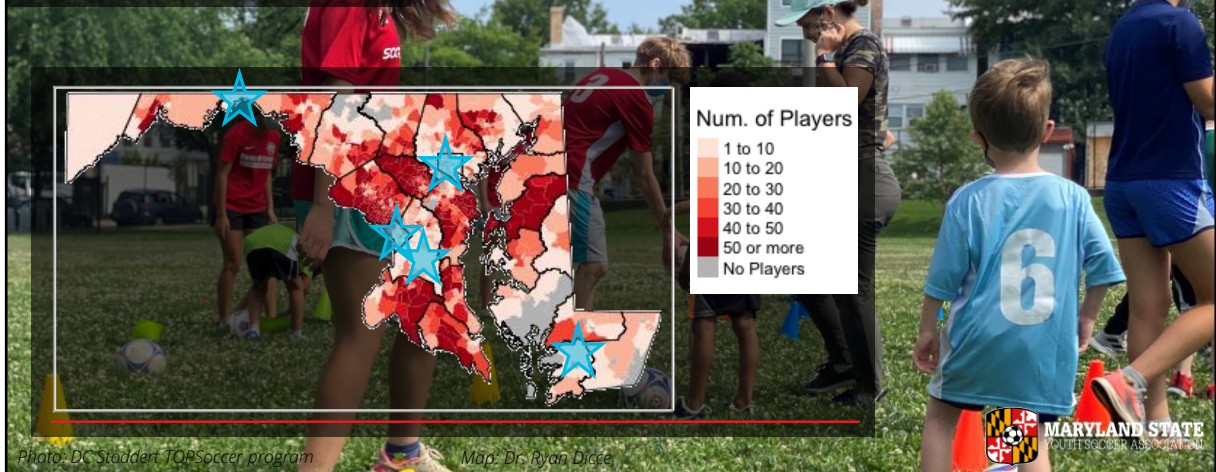 Num. of Players
1 to 10
10 to 20
20 to 30
30 to 40
40 to 50
50 or more
No Players
6
MARYLAND STATE
YOUTH SOCCER ASSOCIATION
Photo: DC Stoddert TOPSoccer program
Map: Dr. Ryan Dicce